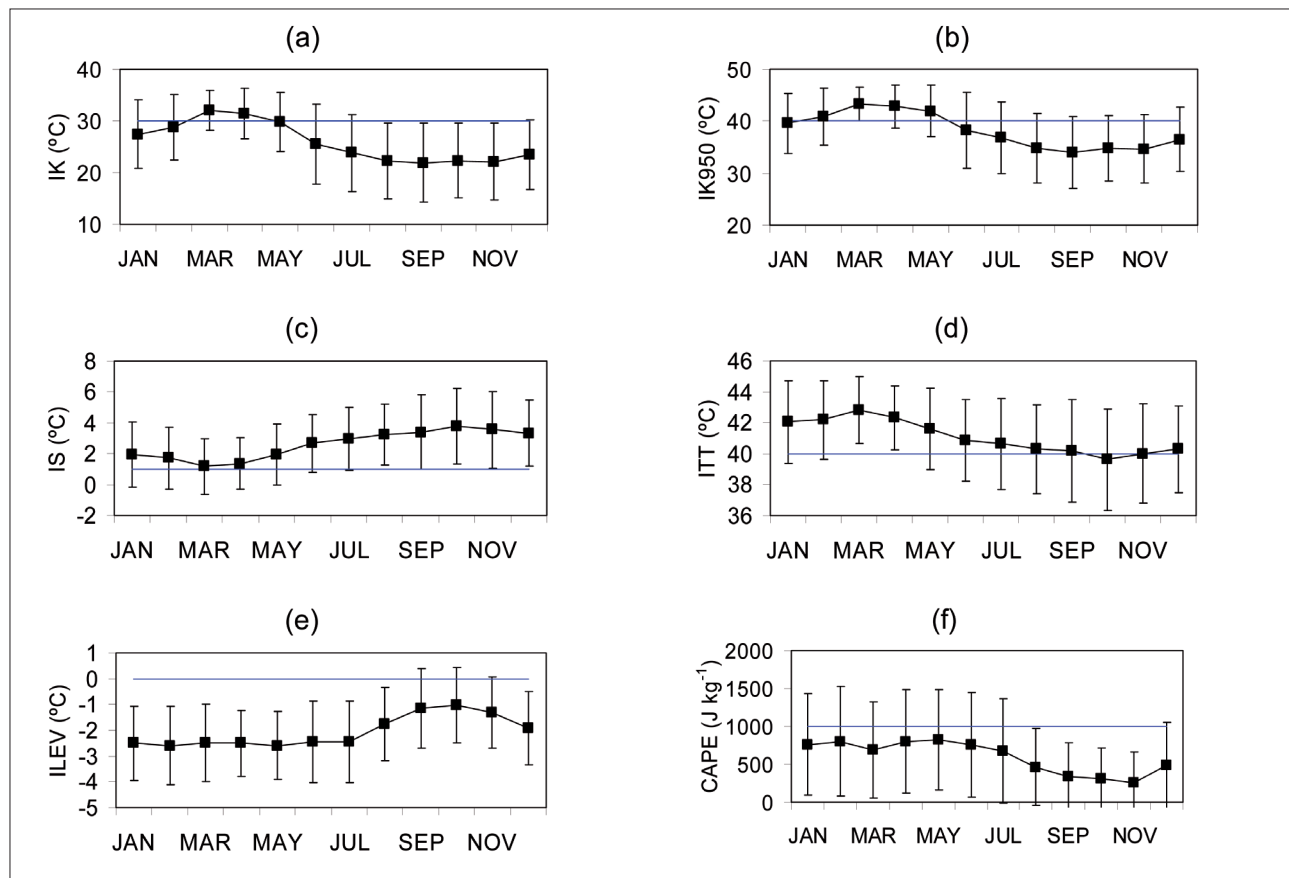 (a)
IK (ºC)
40
30
20
10
JAN MAR MAY JUL SEP NOV
(b)
IK950 (ºC)
50
40
30
20
JAN MAR MAY JUL SEP NOV
(c)
IS (ºC)
8
6
4
2
0
-2
JAN MAR MAY JUL SEP NOV
(d)
ITT (ºC)
46
44
42
40
38
36
JAN MAR MAY JUL SEP NOV
(e)
ILEV (ºC)
1
0
-1
-2
-3
-4
-5
JAN MAR MAY JUL SEP NOV
(f)
CAPE (J kg⁻¹)
2000
1500
1000
500
0
JAN MAR MAY JUL SEP NOV